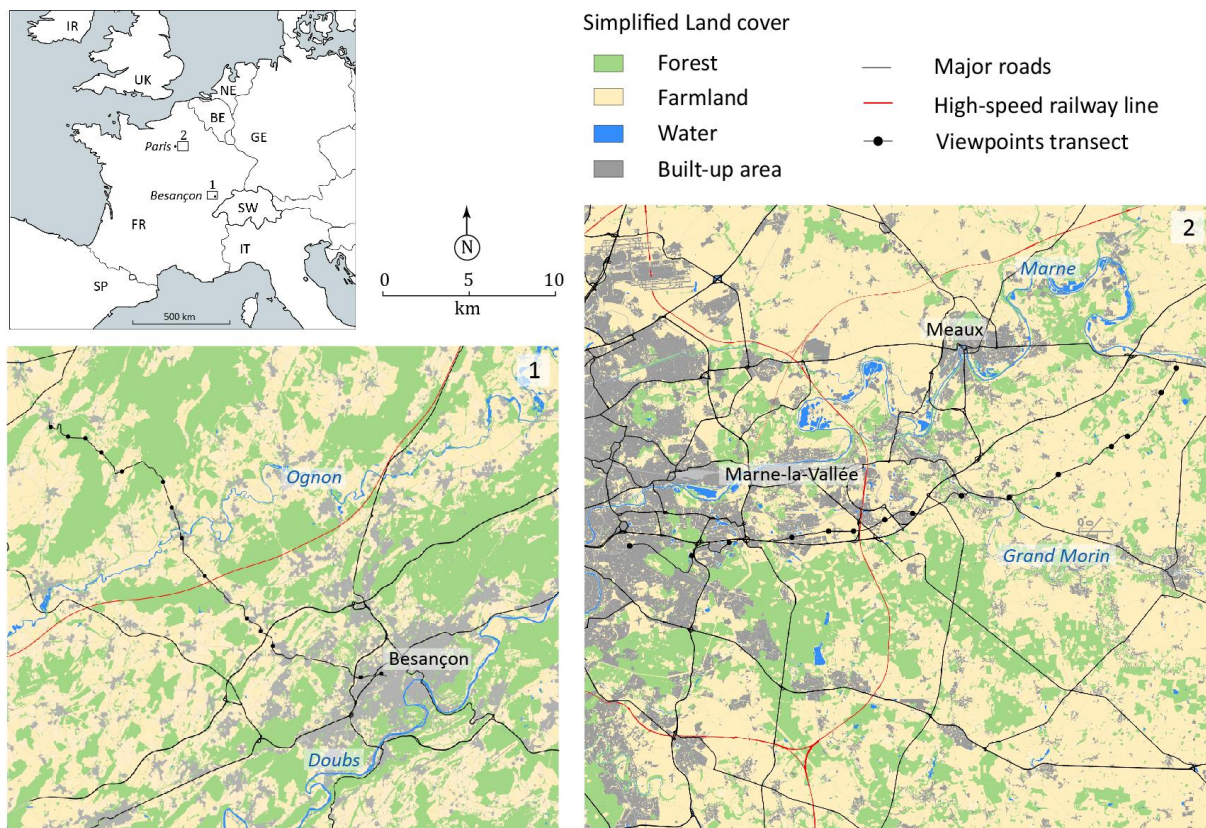 IR
UK
NE
BE
GE
2
Paris
1
Besançon
SW
FR
IT
SP
500 km
N
0 5 10
km
Simplified Land cover
Forest
Farmland
Water
Built-up area
Major roads
High-speed railway line
Viewpoints transect
1
Ognon
Besançon
Doubs
2
Marne
Meaux
Marne-la-Vallée
Grand Morin